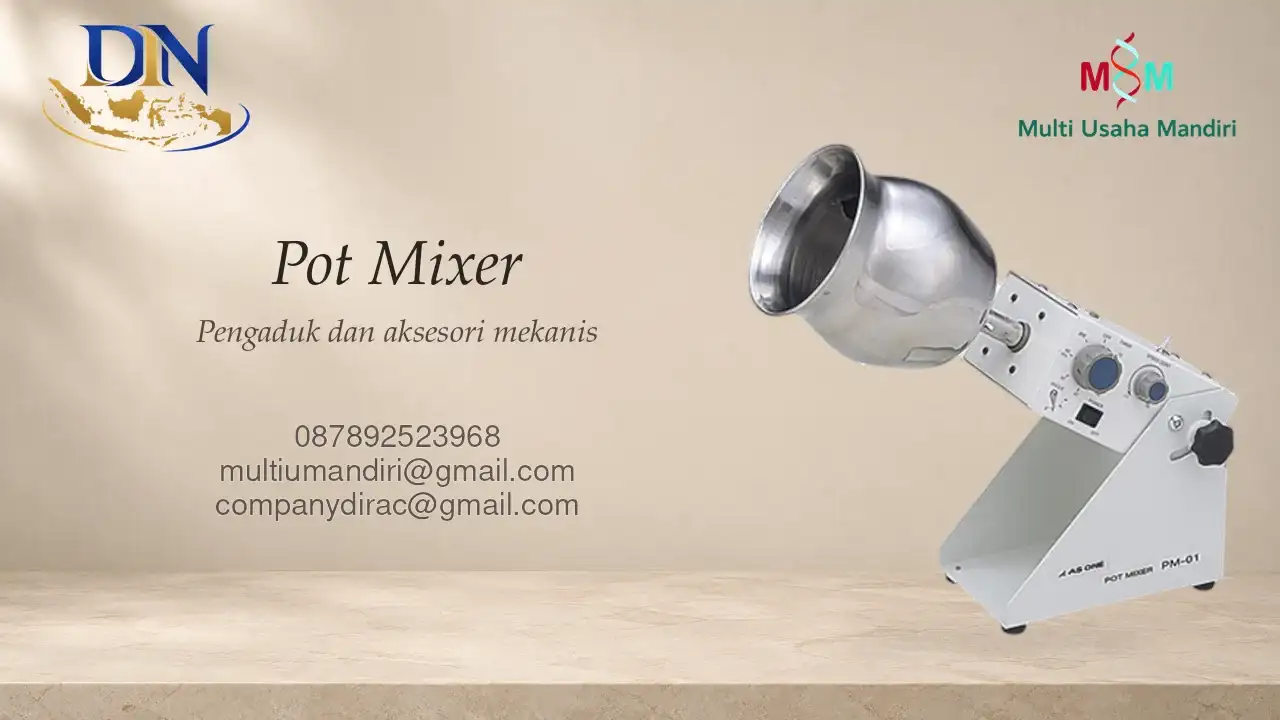 DN
M M
Multi Usaha Mandiri
Pot Mixer
Pengaduk dan aksesori mekanis
087892523968
multiumandiri@gmail.com
companydirac@gmail.com
AS ONE
POT MIXER PM-01